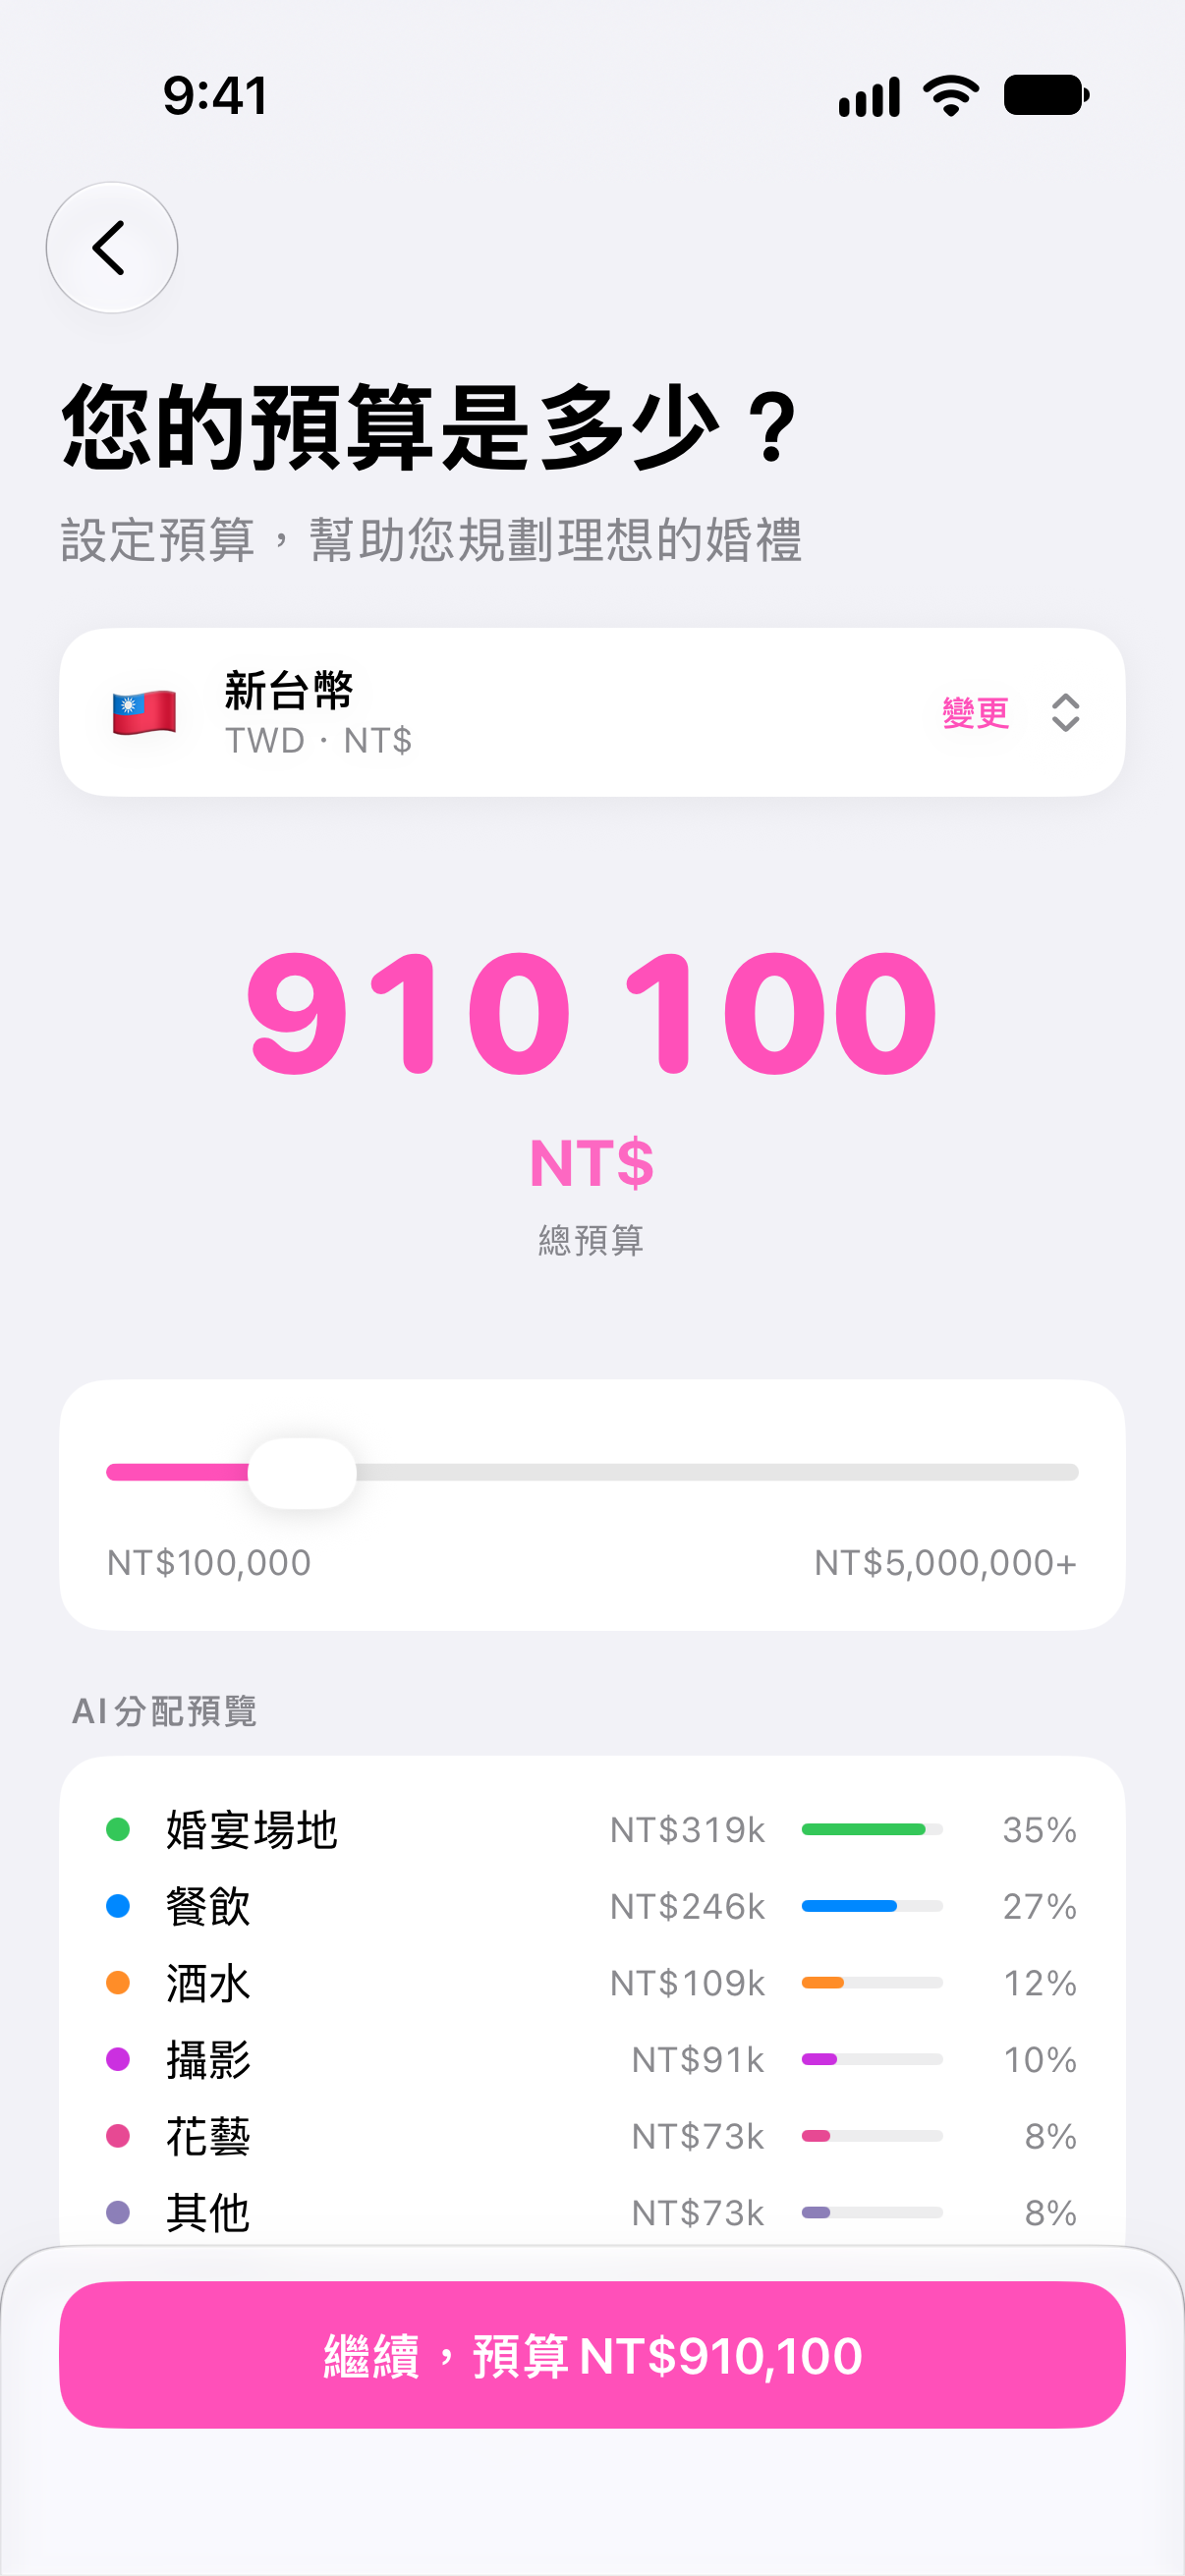 9:41
您的預算是多少？
設定預算，幫助您規劃理想的婚禮
新台幣
TWD · NT$
變更
910 100
NT$
總預算
NT$100,000
NT$5,000,000+
AI分配預覽
婚宴場地 NT$319k 35%
餐飲 NT$246k 27%
酒水 NT$109k 12%
攝影 NT$91k 10%
花藝 NT$73k 8%
其他 NT$73k 8%
繼續，預算 NT$910,100